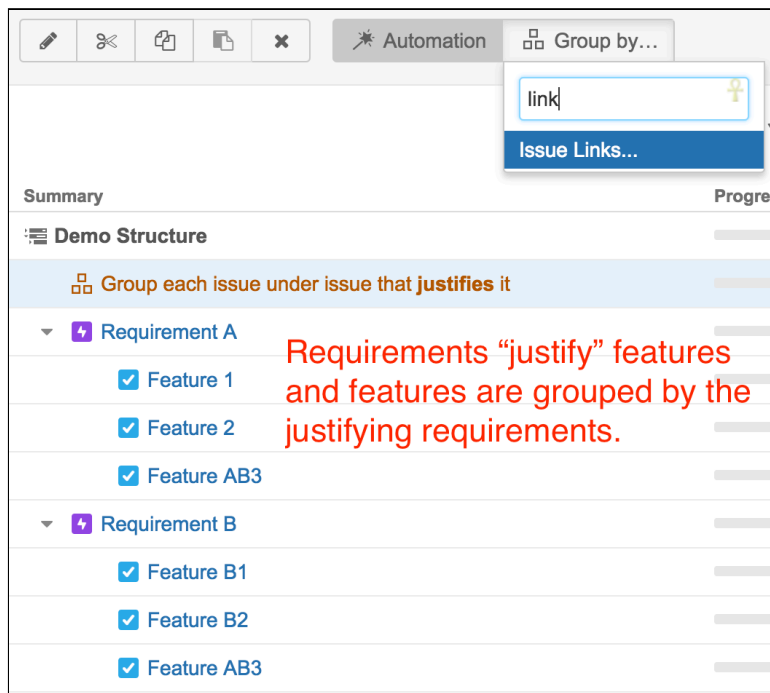 Automation
Group by...
link
Issue Links...
Summary
Progre
Demo Structure
Group each issue under issue that justifies it
Requirement A
Requirements “justify” features
Feature 1
and features are grouped by the
Feature 2
justifying requirements.
Feature AB3
Requirement B
Feature B1
Feature B2
Feature AB3